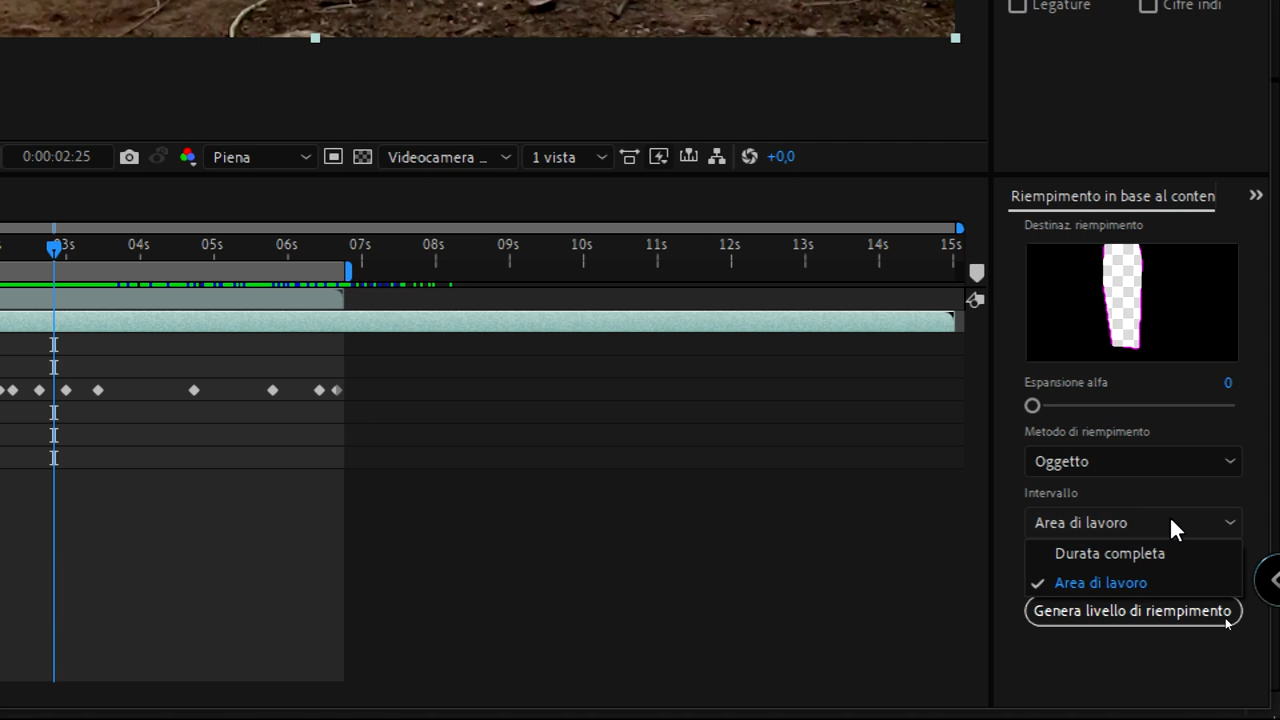 Legature
Cifre indi
0:00:02:25
Piena
Videocamera _
1 vista
+0,0
Riempimento in base al conten
Destinaz. riempimento
03s 04s 05s 06s 07s 08s 09s 10s 11s 12s 13s 14s 15s
Espansione alfa 0
Metodo di riempimento
Oggetto
Intervallo
Area di lavoro
Durata completa
Area di lavoro
Genera livello di riempimento